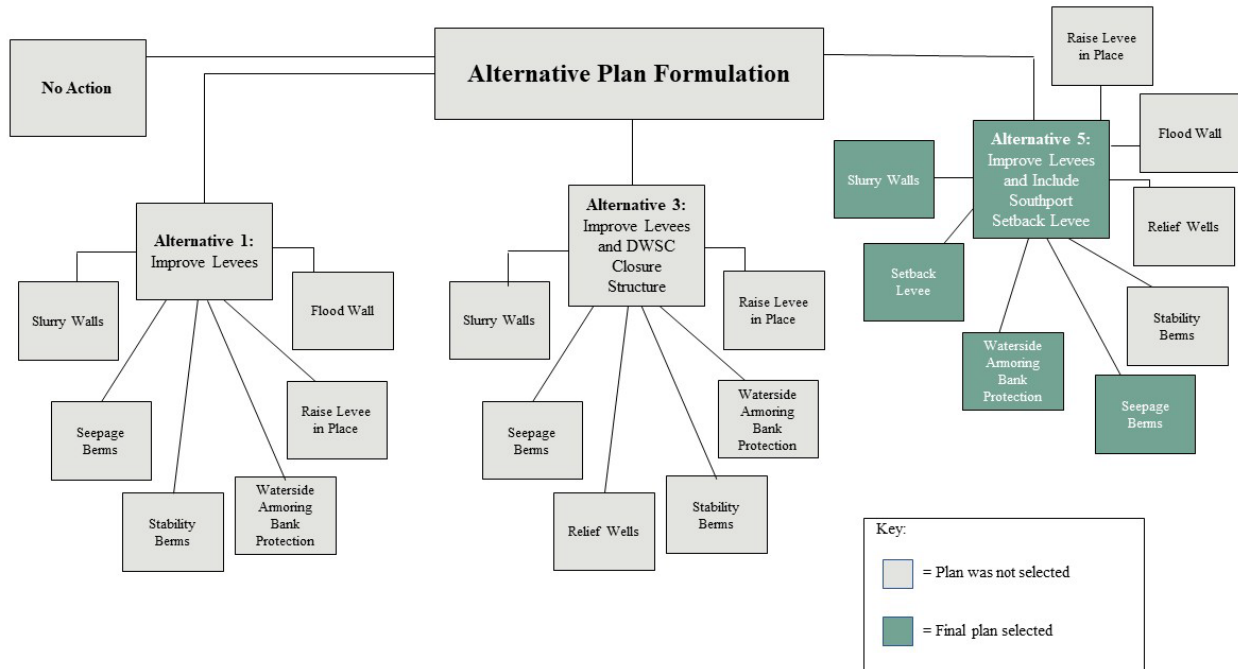 Alternative Plan Formulation
No Action
Alternative 1:
Improve Levees
Slurry Walls
Seepage
Berms
Stability
Berms
Waterside
Armoring
Bank
Protection
Raise Levee
in Place
Flood Wall
Alternative 3:
Improve Levees
and DWSC
Closure
Structure
Slurry Walls
Seepage
Berms
Relief Wells
Stability
Berms
Waterside
Armoring
Bank
Protection
Raise Levee
in Place
Alternative 5:
Improve Levees
and Include
Southport
Setback Levee
Slurry Walls
Setback
Levee
Waterside
Armoring
Bank
Protection
Seepage
Berms
Stability
Berms
Relief Wells
Flood Wall
Raise Levee
in Place
Key:
= Plan was not selected
= Final plan selected